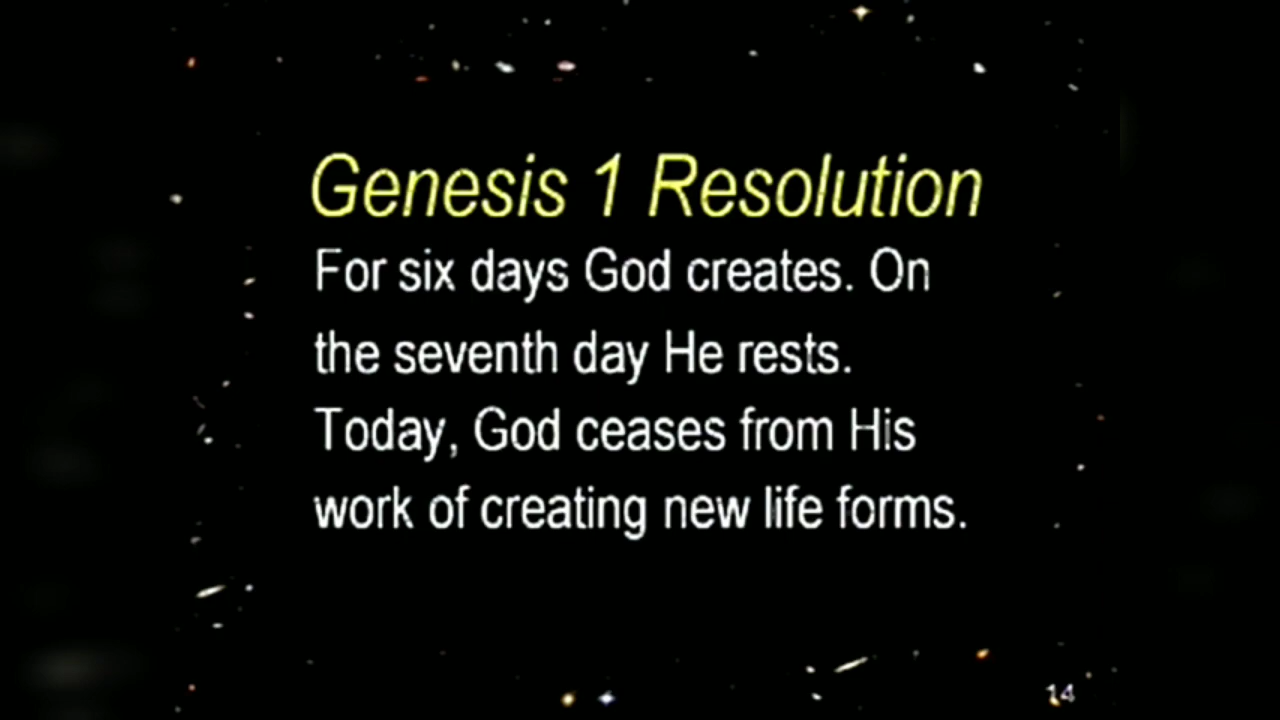 Genesis 1 Resolution
For six days God creates. On
the seventh day He rests.
Today, God ceases from His
work of creating new life forms.
14